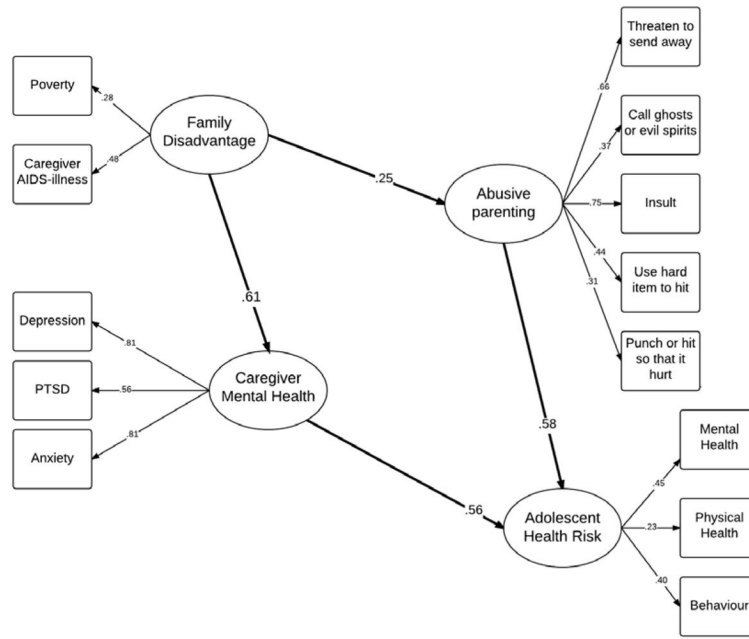 Threaten to
send away
Poverty
.28
Family
Disadvantage
.66
Call ghosts
or evil spirits
.37
Caregiver
AIDS-illness
.48
.25
Abusive
parenting
.75
Insult
.44
Use hard
item to hit
.31
.61
Depression
.81
Punch or hit
so that it
hurt
PTSD
.56
Caregiver
Mental Health
Anxiety
.81
.58
Mental
Health
.45
.56
Adolescent
Health Risk
.23
Physical
Health
.40
Behaviour